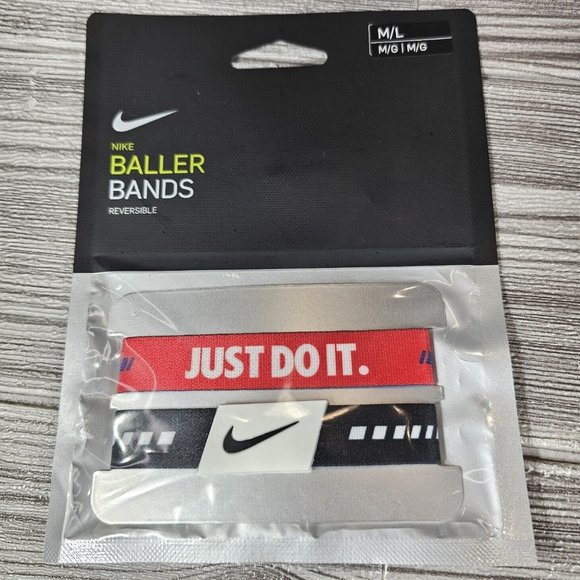 M/L
M/G | M/G
NIKE
BALLER
BANDS
REVERSIBLE
JUST DO IT.